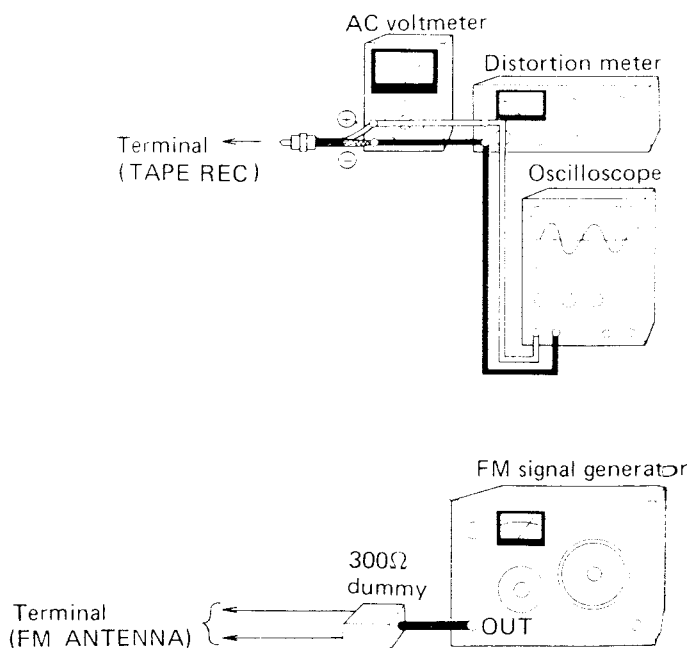 AC voltmeter
Distortion meter
⊕
Terminal
(TAPE REC)
⊖
Oscilloscope
FM signal generator
300Ω
dummy
Terminal
(FM ANTENNA)
OUT